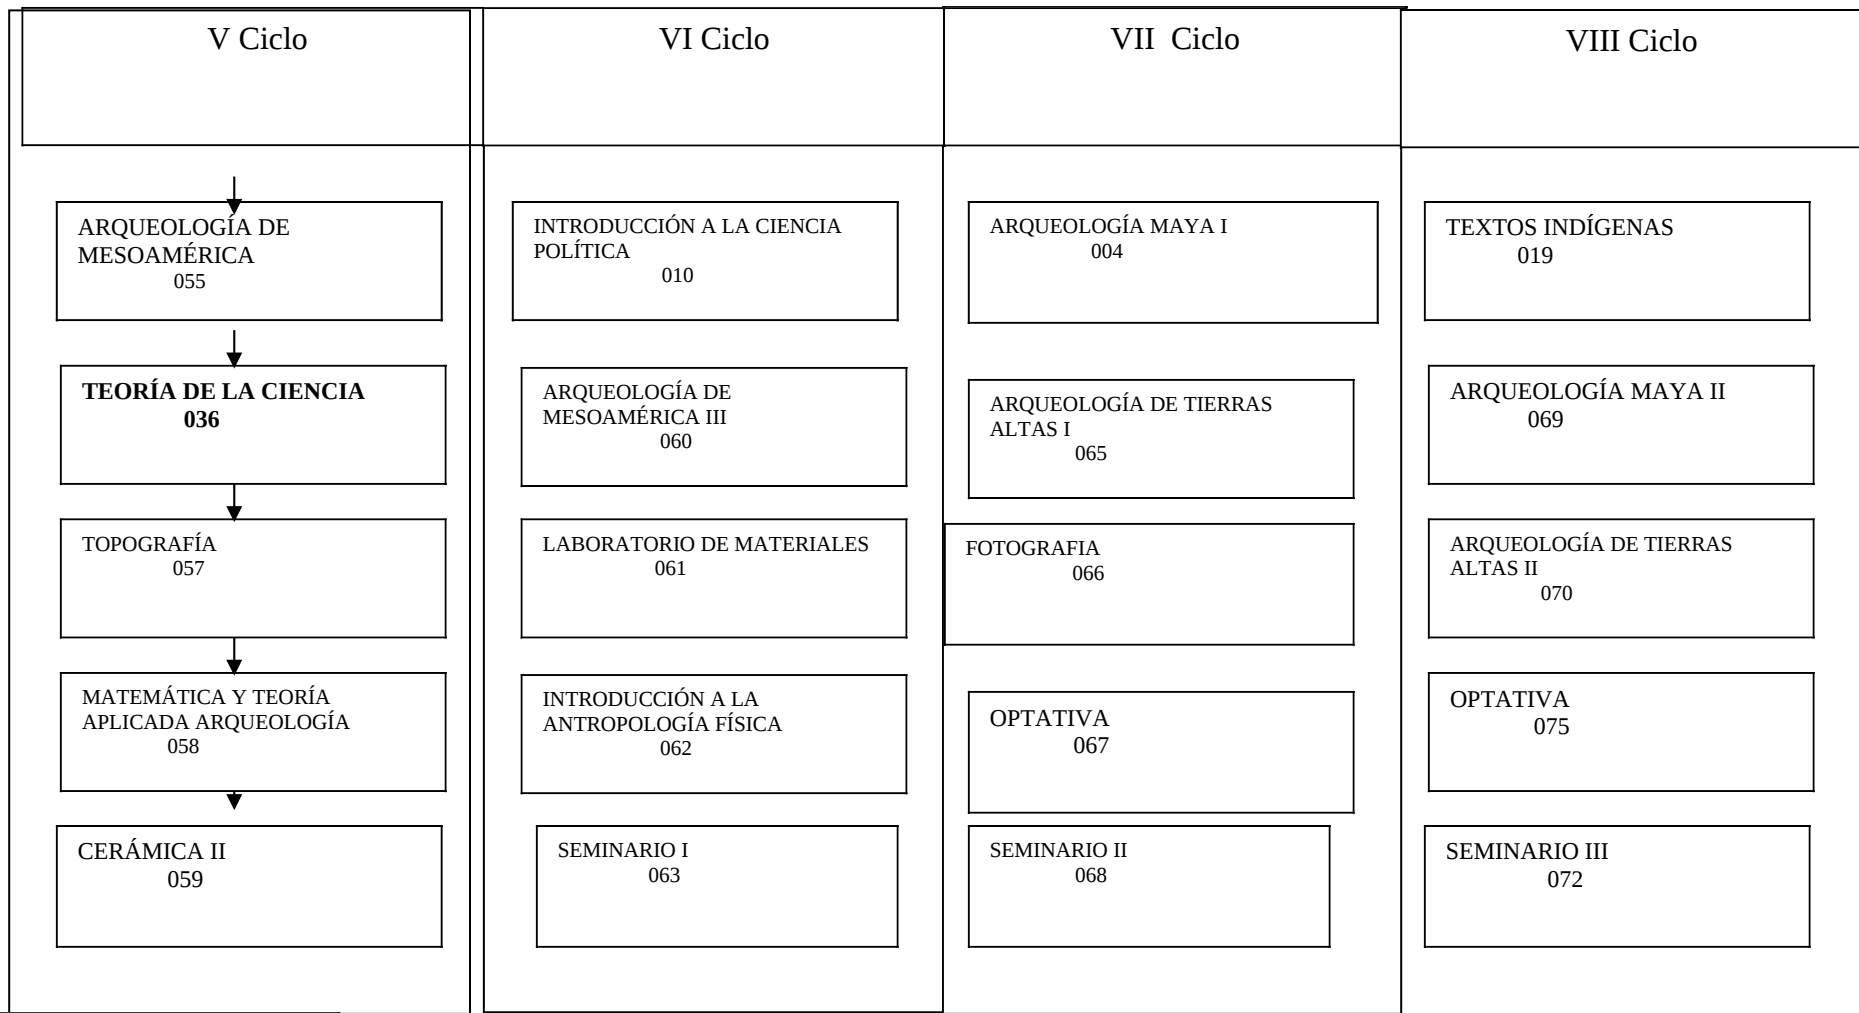 V Ciclo
ARQUEOLOGÍA DE
MESOAMÉRICA
055
TEORÍA DE LA CIENCIA
036
TOPOGRAFÍA
057
MATEMÁTICA Y TEORÍA
APLICADA ARQUEOLOGÍA
058
CERÁMICA II
059
VI Ciclo
INTRODUCCIÓN A LA CIENCIA
POLÍTICA
010
ARQUEOLOGÍA DE
MESOAMÉRICA III
060
LABORATORIO DE MATERIALES
061
INTRODUCCIÓN A LA
ANTROPOLOGÍA FÍSICA
062
SEMINARIO I
063
VII Ciclo
ARQUEOLOGÍA MAYA I
004
ARQUEOLOGÍA DE TIERRAS
ALTAS I
065
FOTOGRAFIA
066
OPTATIVA
067
SEMINARIO II
068
VIII Ciclo
TEXTOS INDÍGENAS
019
ARQUEOLOGÍA MAYA II
069
ARQUEOLOGÍA DE TIERRAS
ALTAS II
070
OPTATIVA
075
SEMINARIO III
072